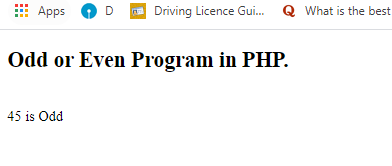 Apps D Driving Licence Gui... What is the best
Odd or Even Program in PHP.
45 is Odd